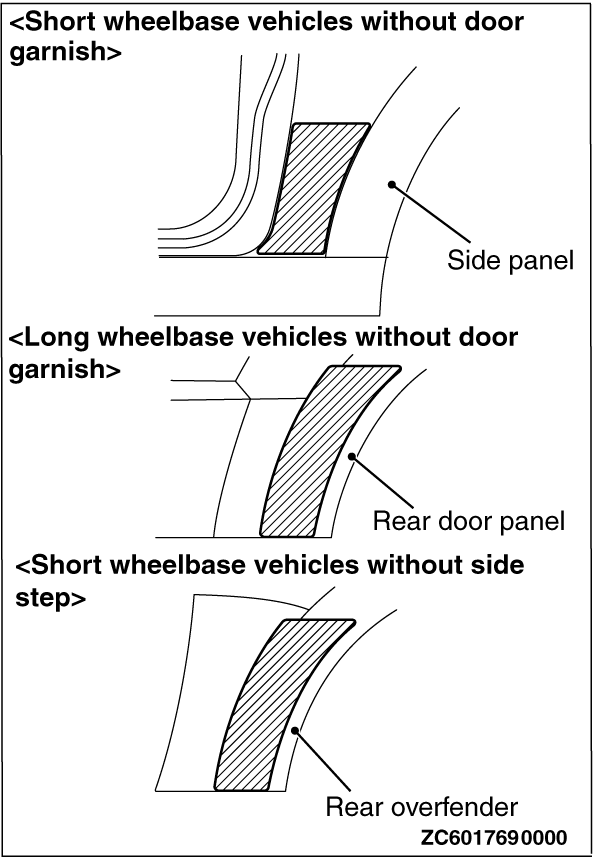 <Short wheelbase vehicles without door
garnish>
Side panel
<Long wheelbase vehicles without door
garnish>
Rear door panel
<Short wheelbase vehicles without side
step>
Rear overfender
ZC6017690000